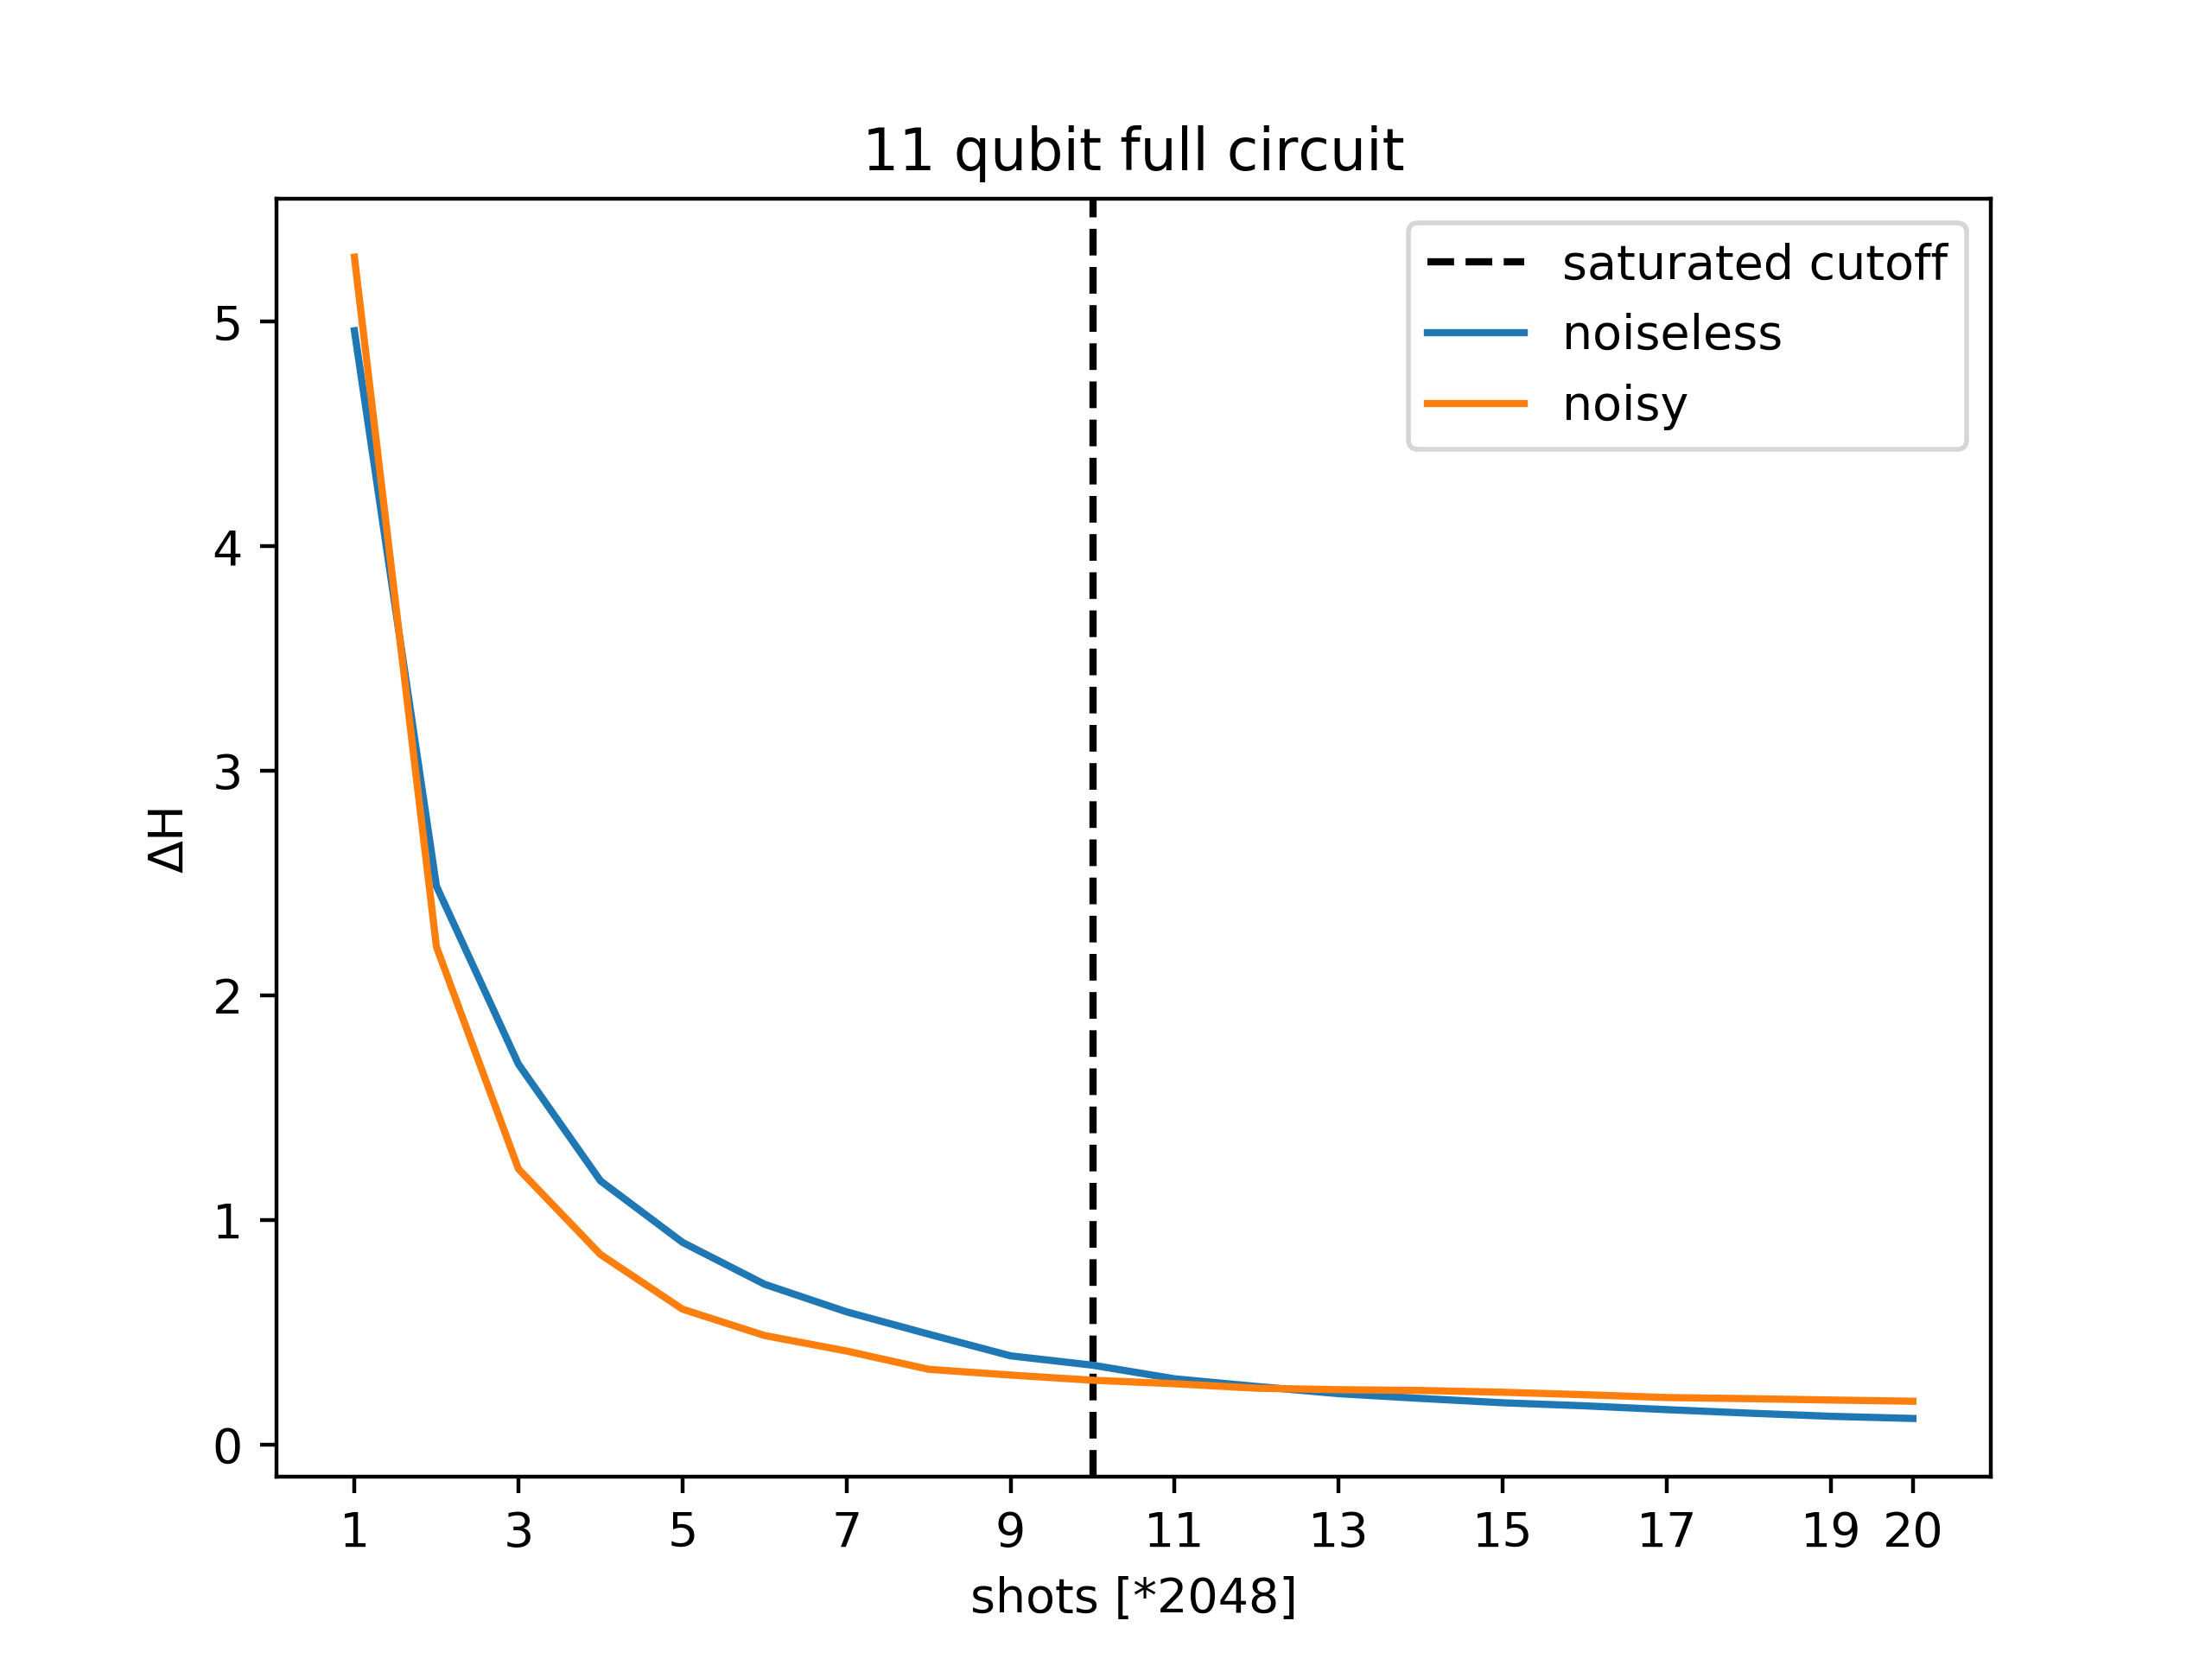 11 qubit full circuit
saturated cutoff
noiseless
noisy
5
4
3
2
1
0
ΔH
1 3 5 7 9 11 13 15 17 19 20
shots [*2048]